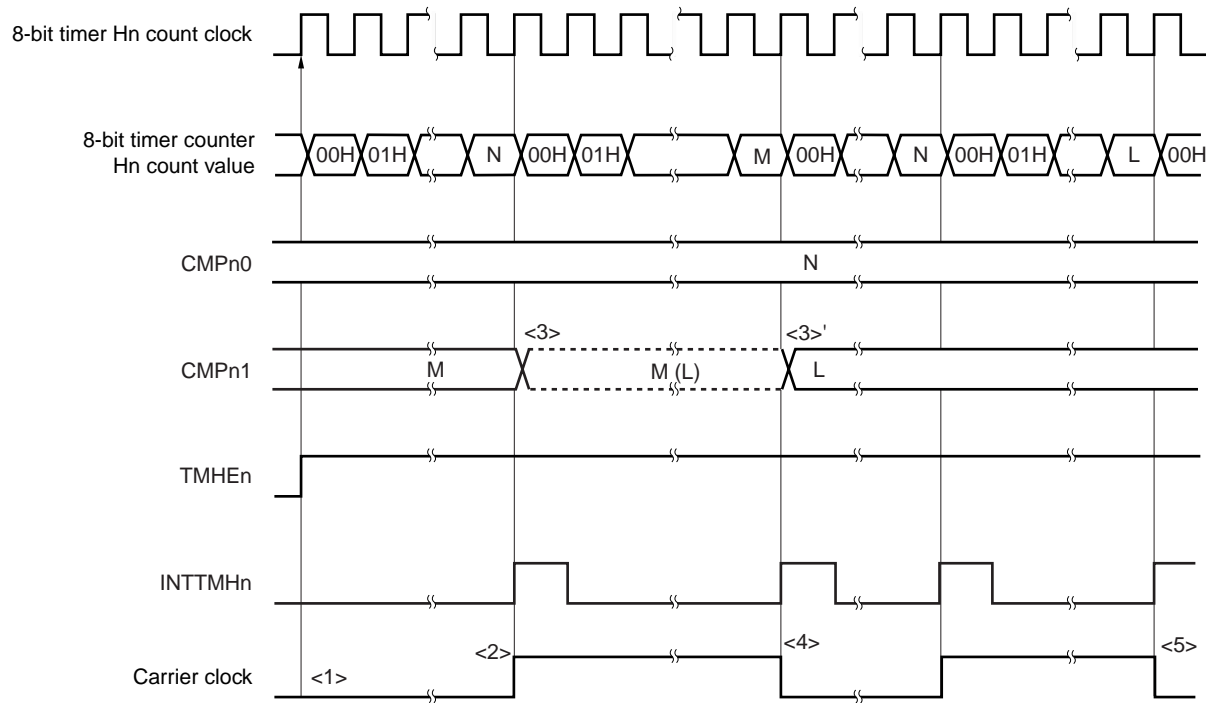 8-bit timer Hn count clock
8-bit timer counter
Hn count value
00H 01H N 00H 01H M 00H N 00H 01H L 00H
CMPn0
N
<3> <3>'
CMPn1
M M (L) L
TMHEn
INTTMHn
<2> <4> <5>
Carrier clock
<1>